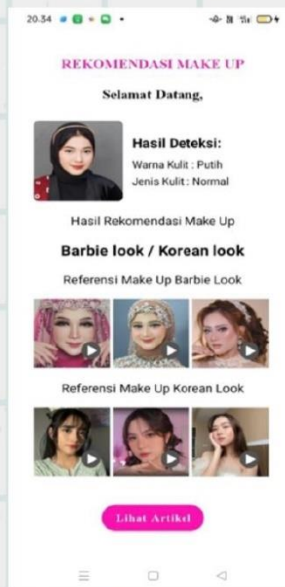 20.34
REKOMENDASI MAKE UP
Selamat Datang,
Hasil Deteksi:
Warna Kulit : Putih
Jenis Kulit : Normal
Hasil Rekomendasi Make Up
Barbie look / Korean look
Referensi Make Up Barbie Look
Referensi Make Up Korean Look
Lihat Artikel